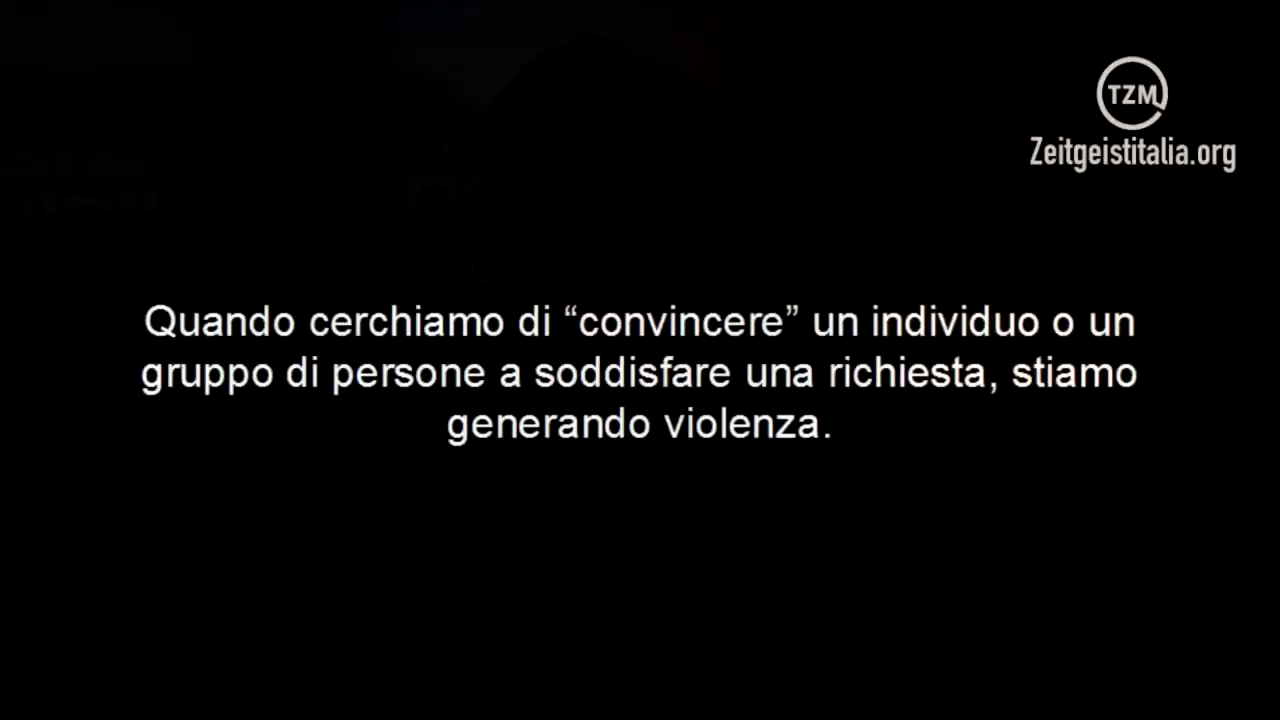 TZM
Zeitgeistitalia.org
Quando cerchiamo di “convincere” un individuo o un
gruppo di persone a soddisfare una richiesta, stiamo
generando violenza.